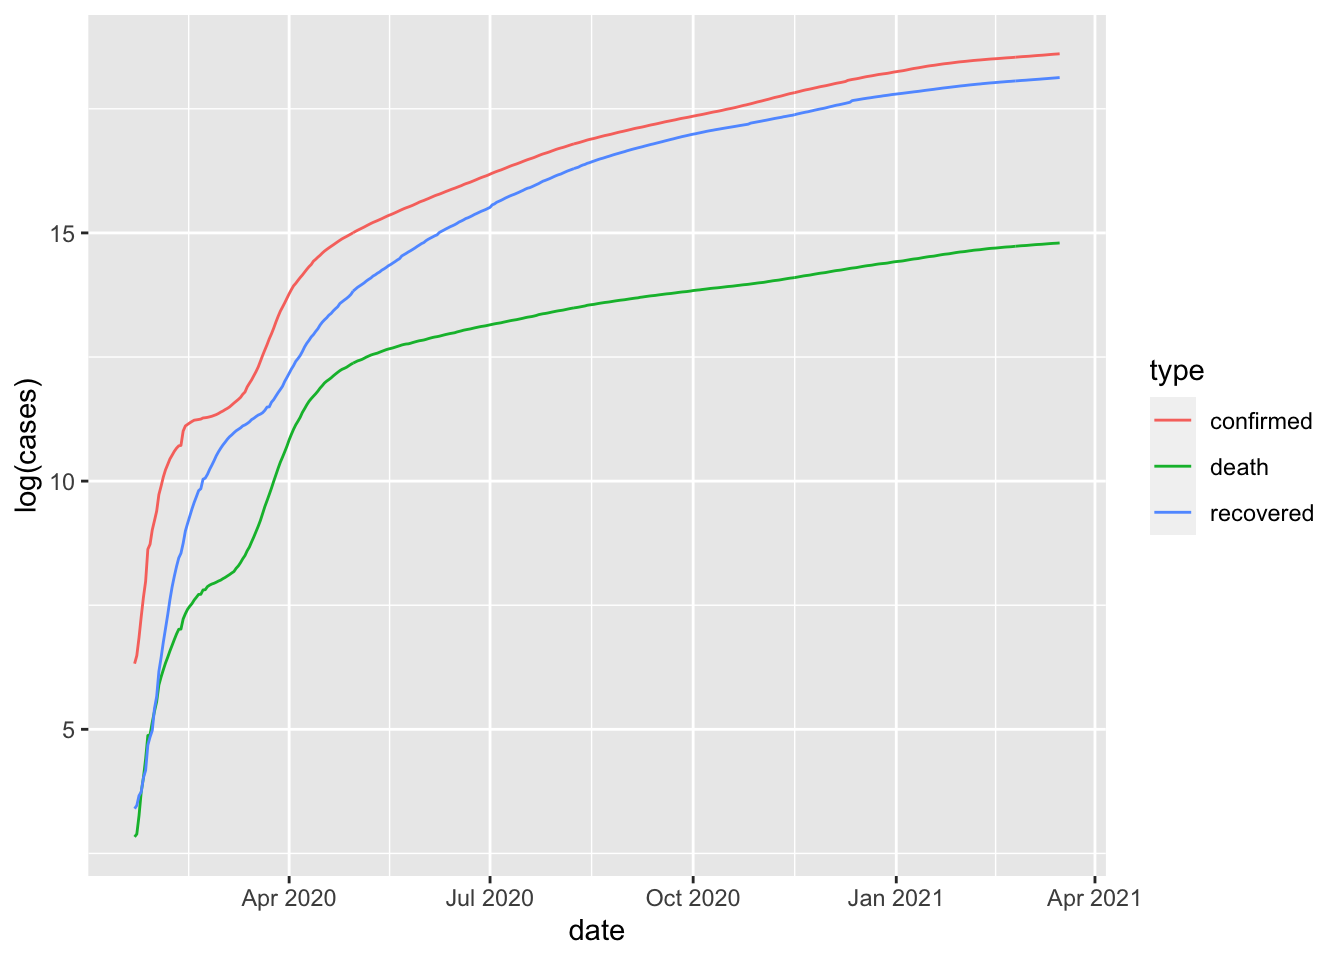 log(cases)
15
10
5
Apr 2020
Jul 2020
Oct 2020
Jan 2021
Apr 2021
date
type
confirmed
death
recovered